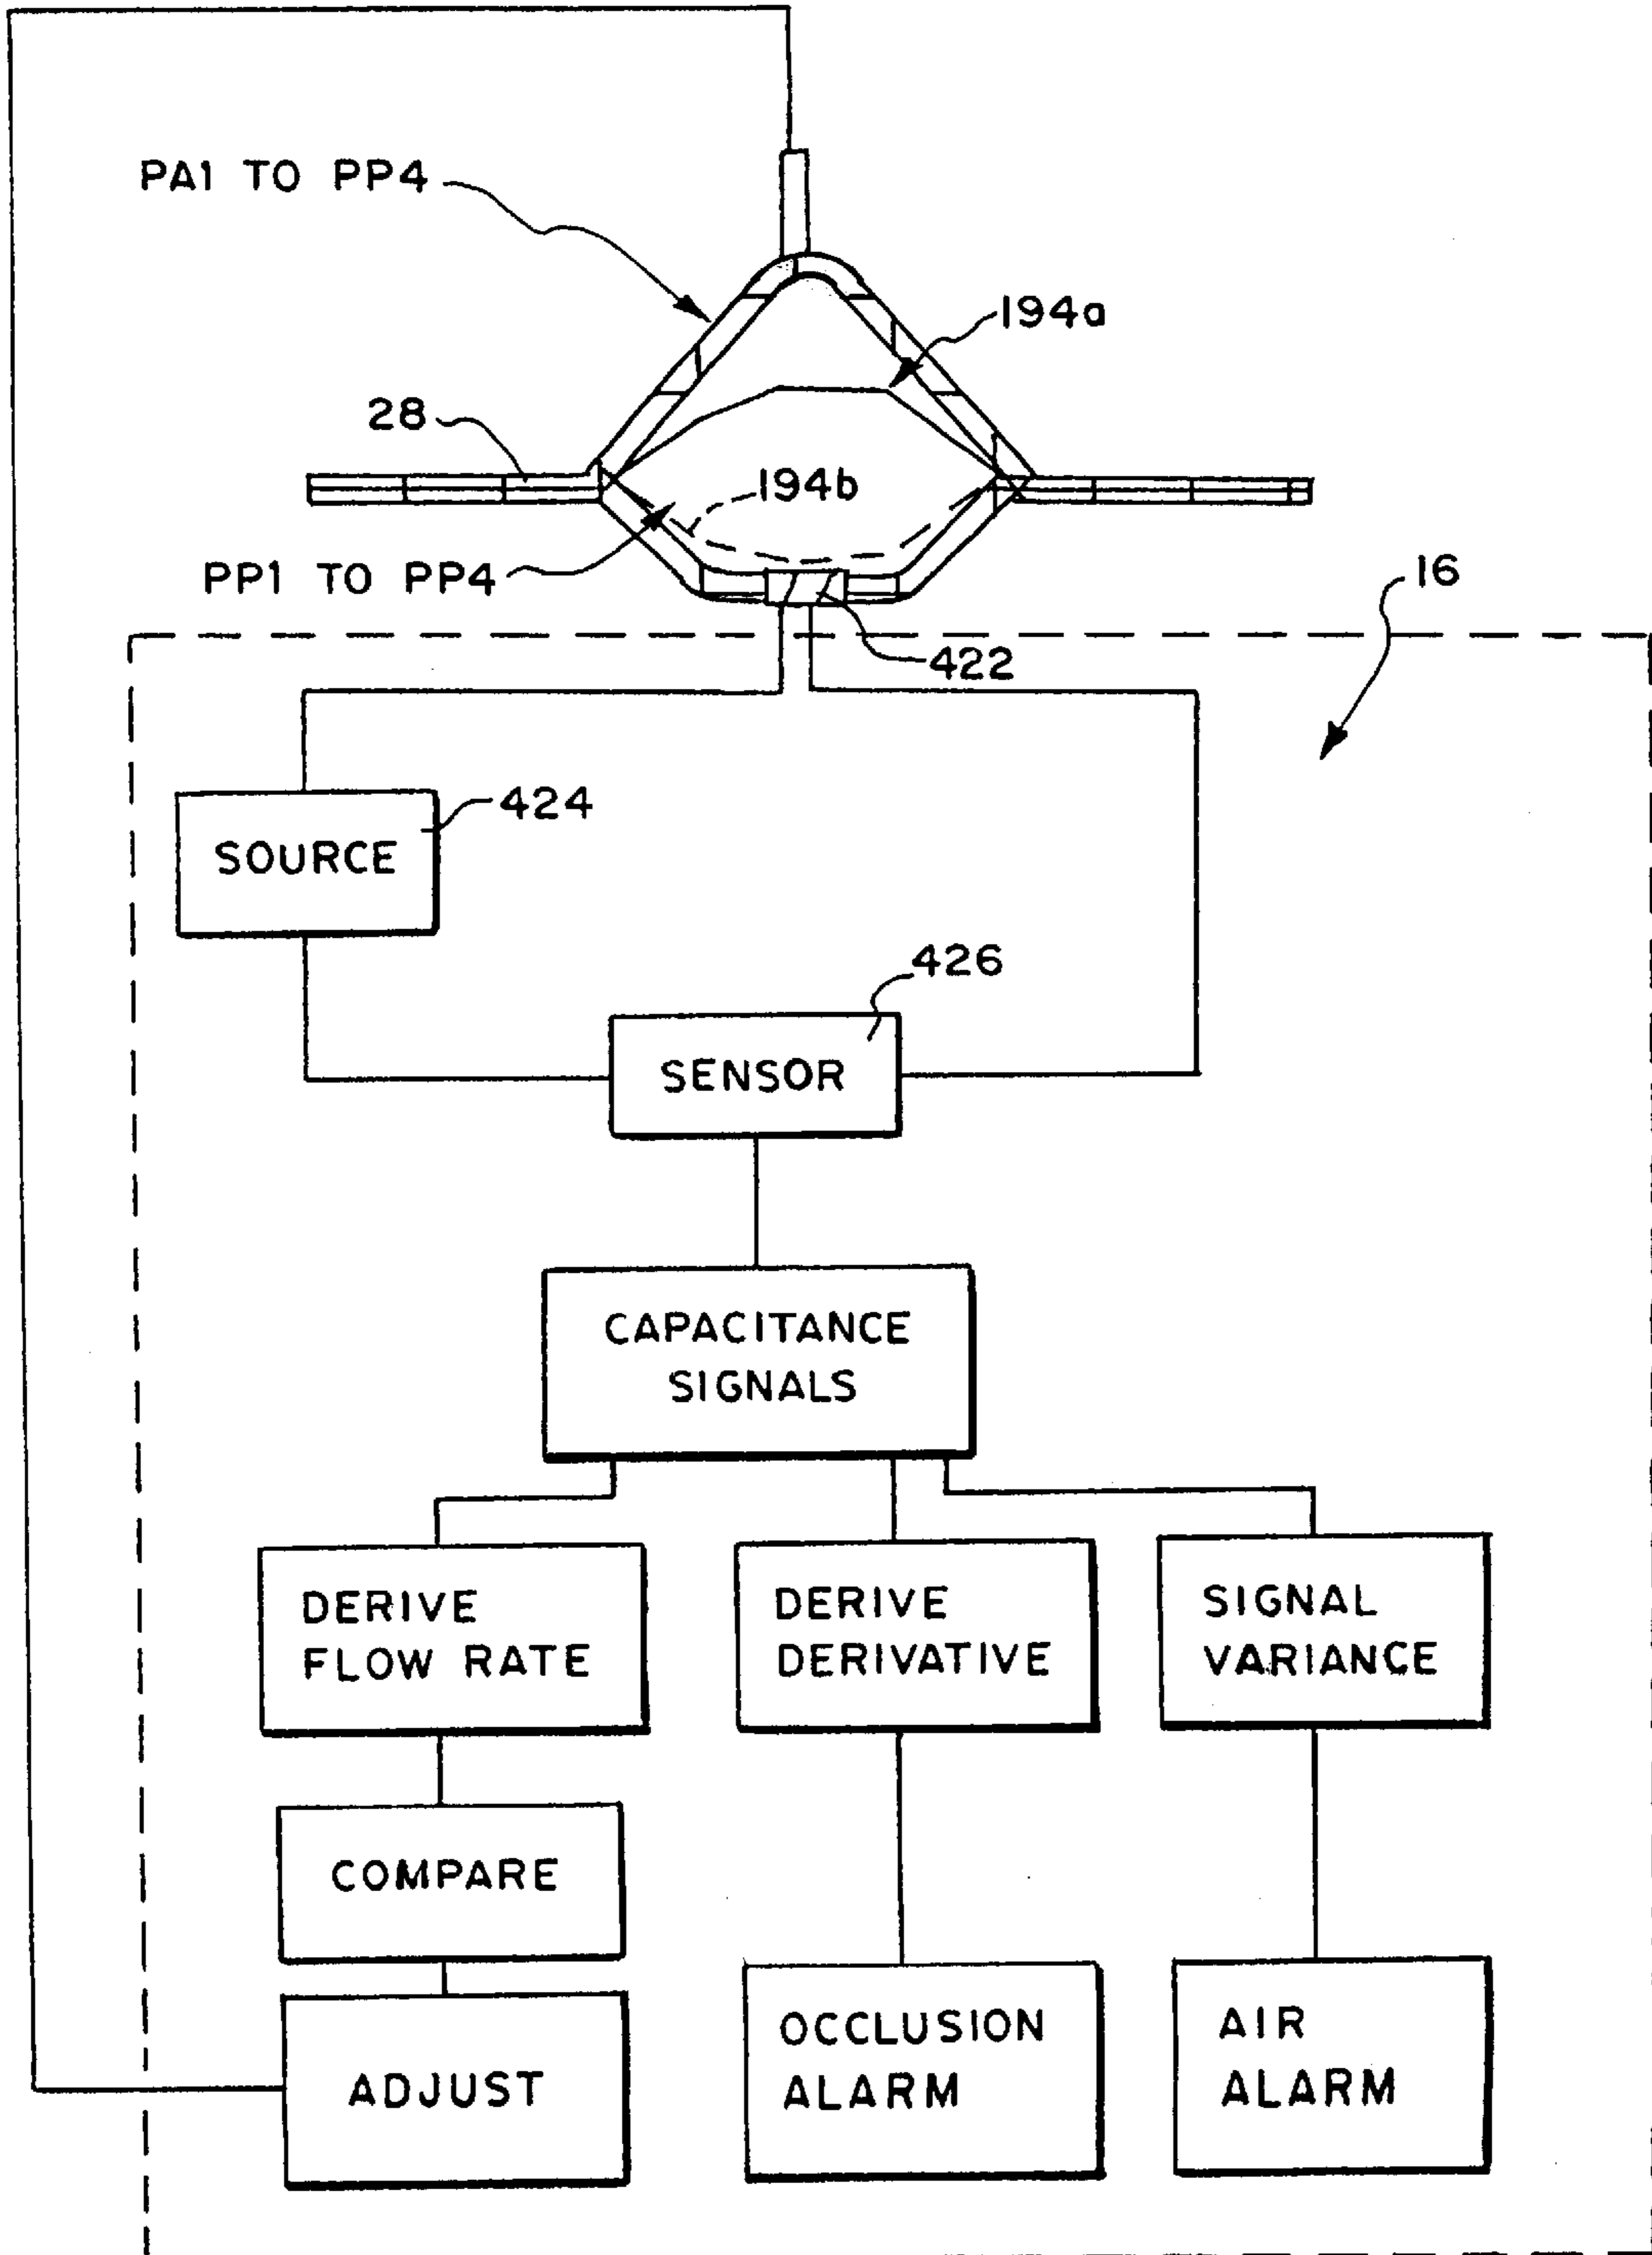 PA1 TO PP4
194a
28
194b
PP1 TO PP4
16
422
424
SOURCE
426
SENSOR
CAPACITANCE
SIGNALS
DERIVE
FLOW RATE
DERIVE
DERIVATIVE
SIGNAL
VARIANCE
COMPARE
ADJUST
OCCLUSION
ALARM
AIR
ALARM